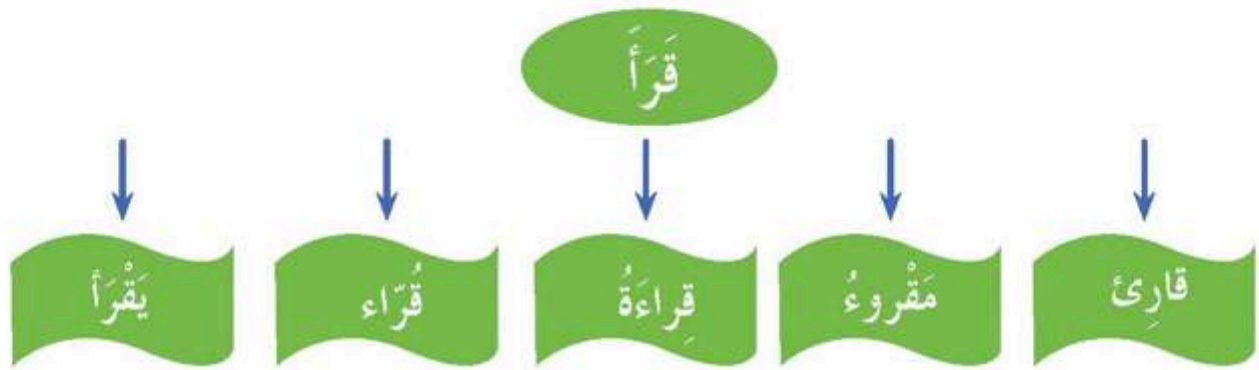 قَرَأَ
قارِئ
مَقْروءُ
قِراءَةُ
قُرّاء
يَقْرَأ